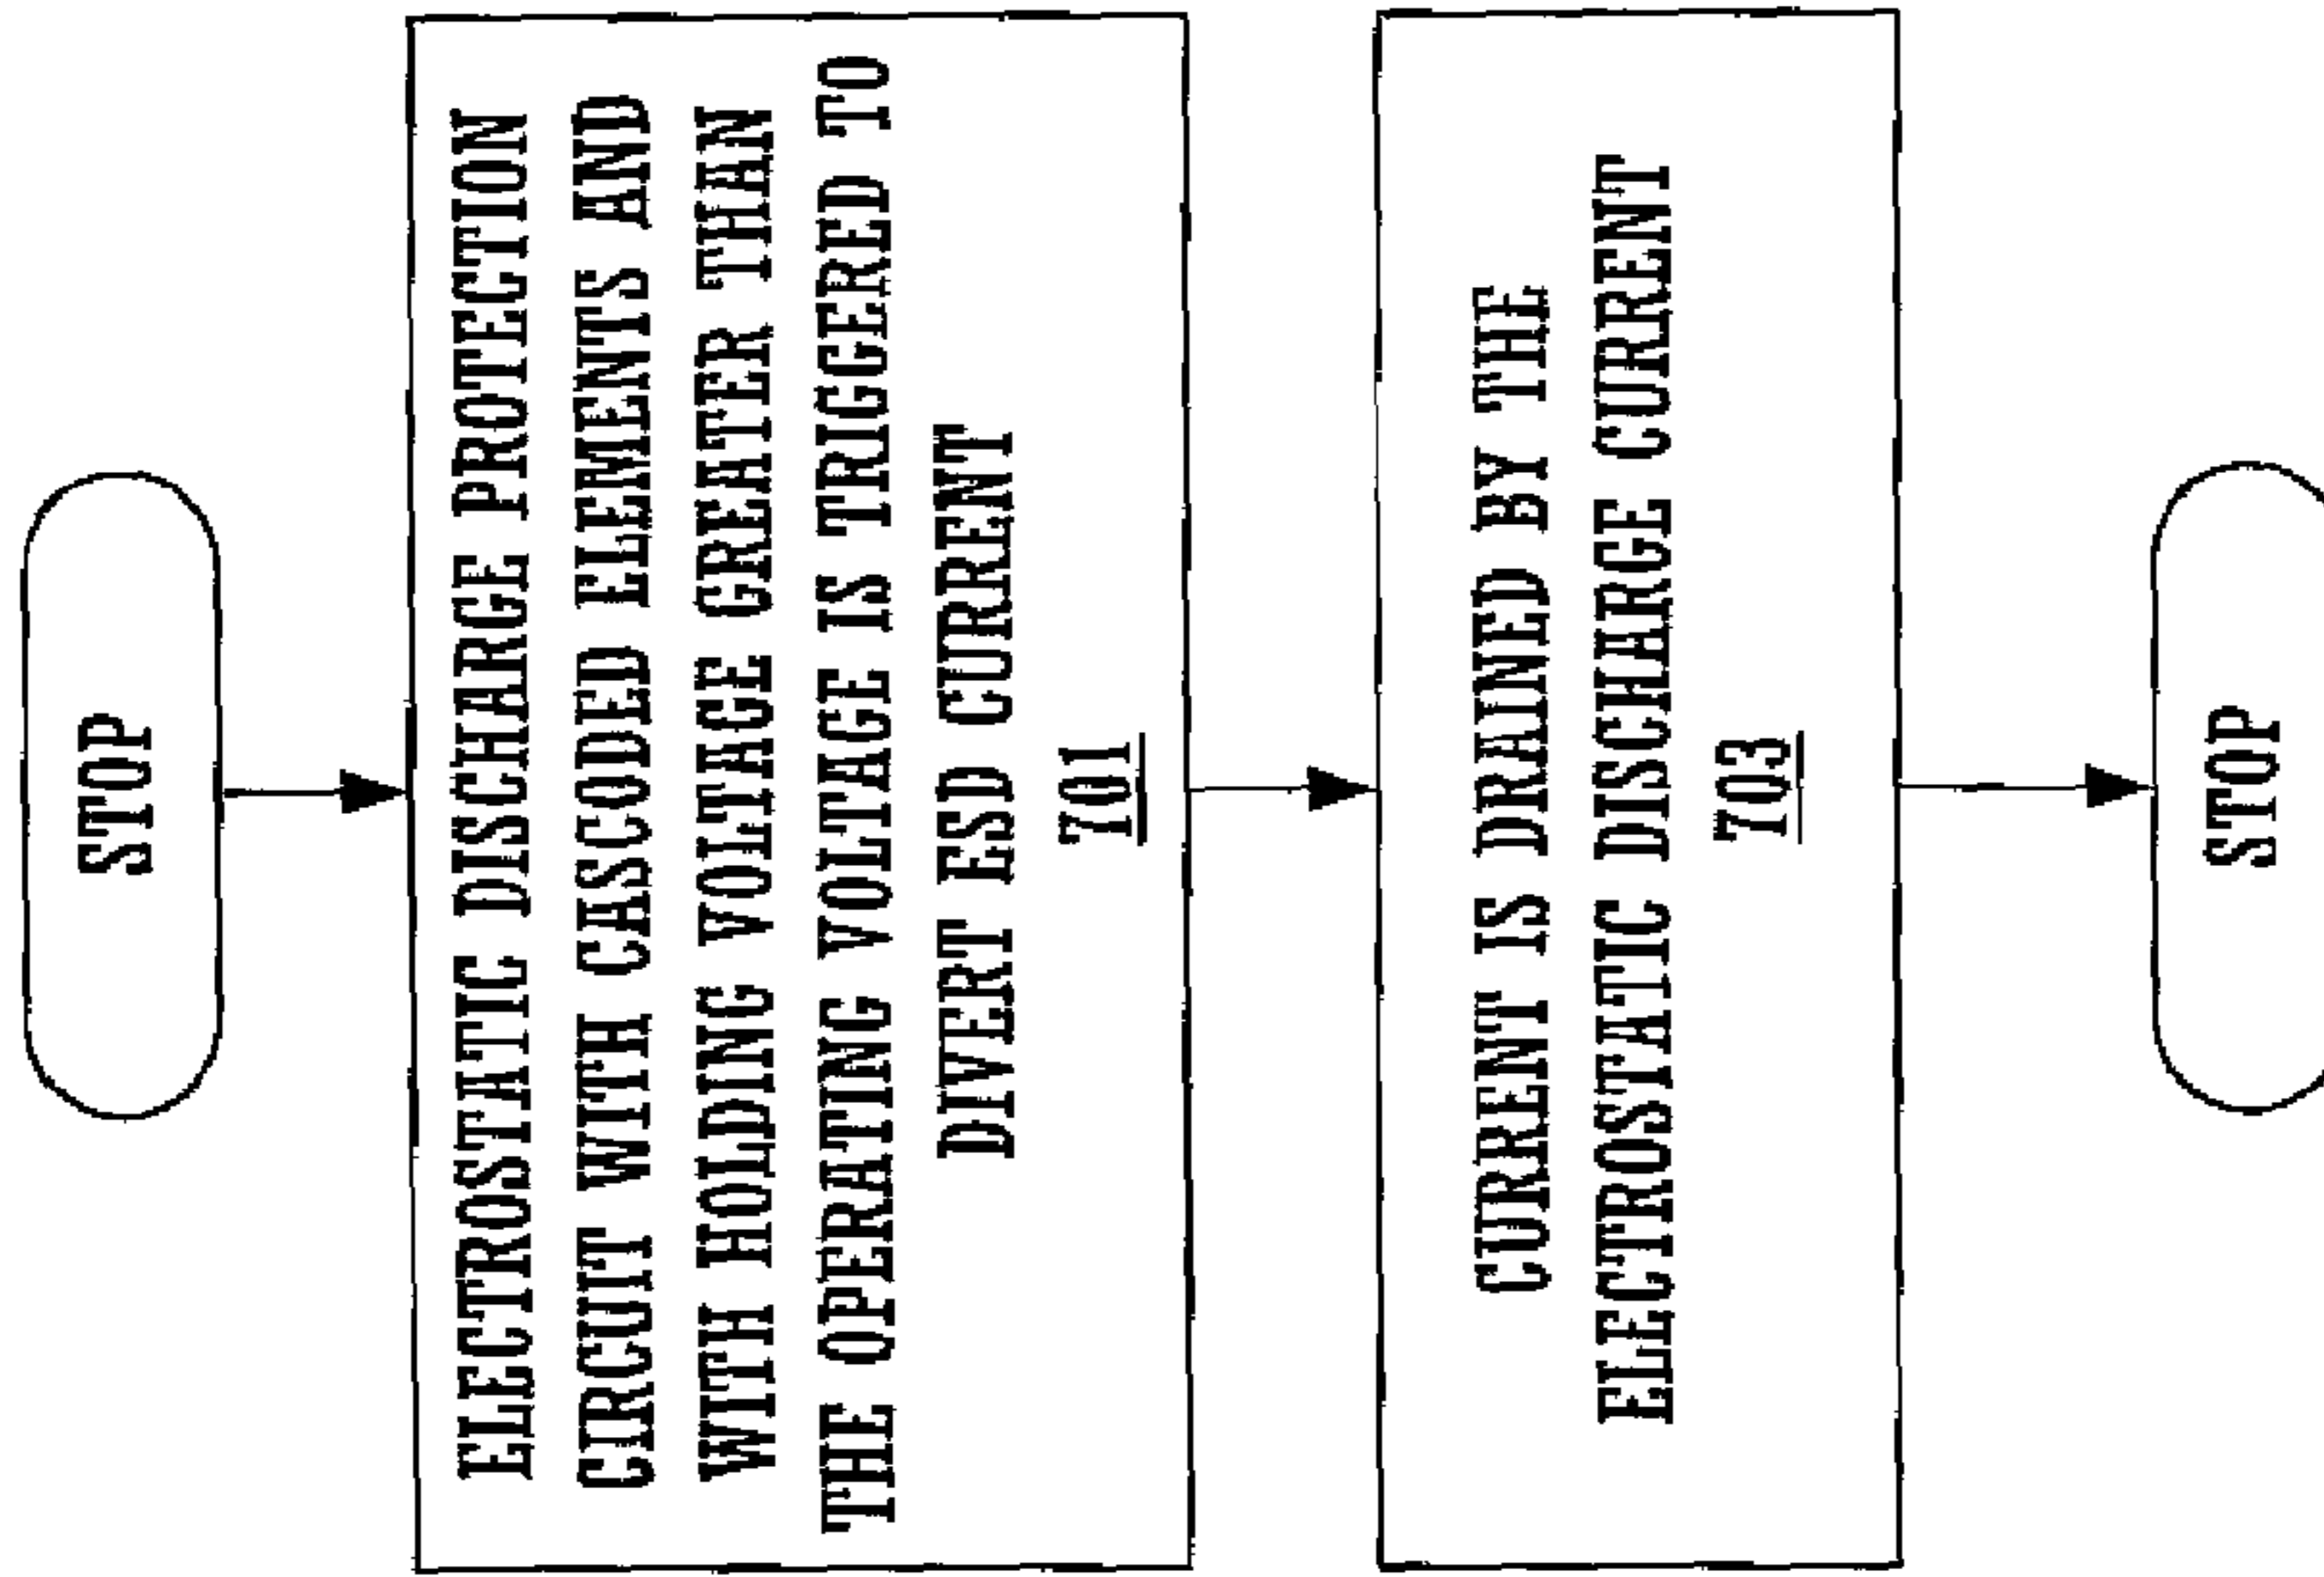 STOP
ELECTROSTATIC DISCHARGE PROTECTION
CIRCUIT WITH CASCODED ELEMENTS AND
WITH HOLDING VOLTAGE GREATER THAN
THE OPERATING VOLTAGE IS TRIGGERED TO
DIVERT ESD CURRENT
701
CURRENT IS DRAINED BY THE
ELECTROSTATIC DISCHARGE CURRENT
703
STOP